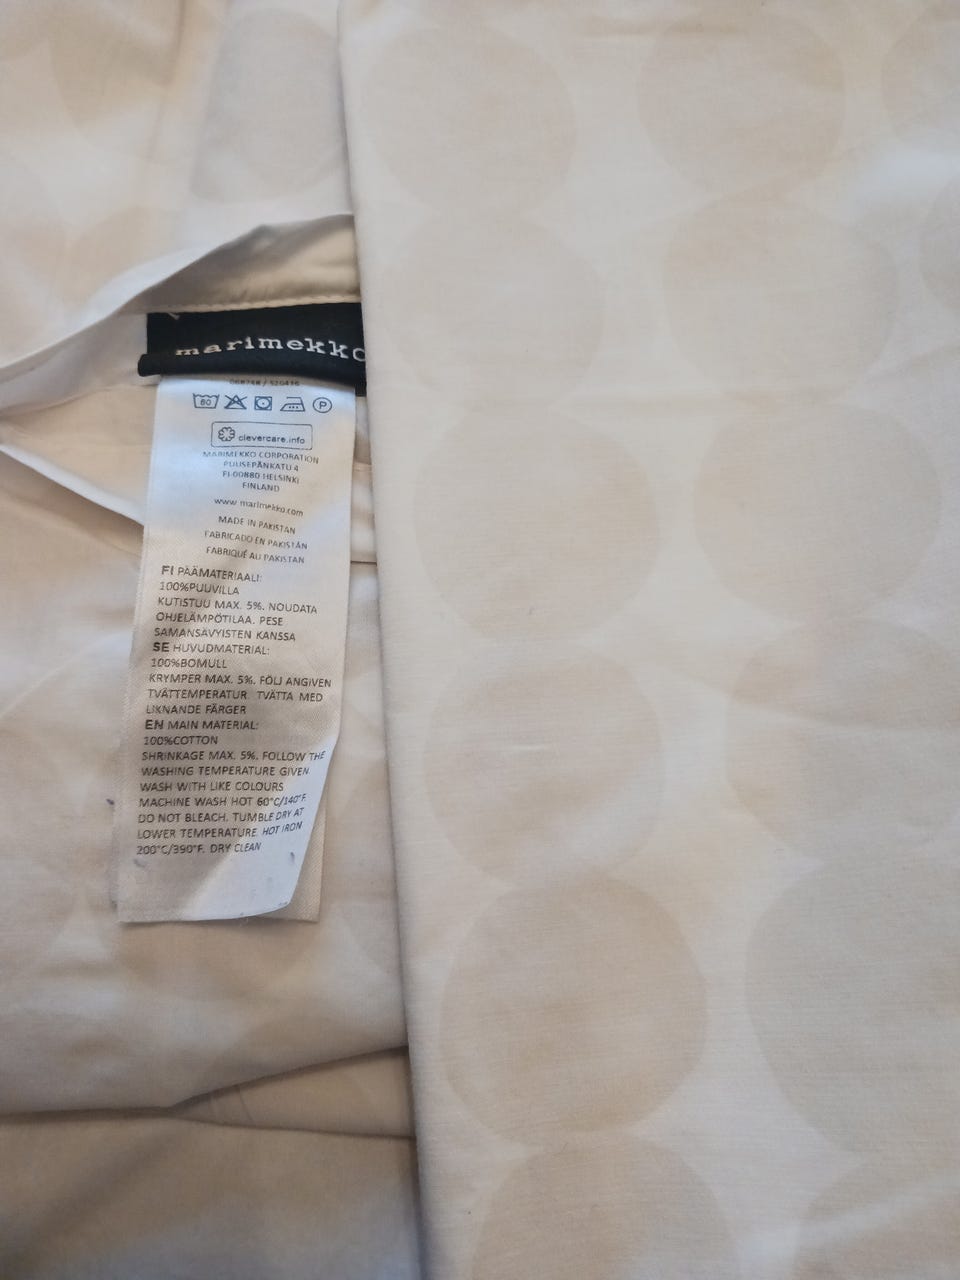 marimekko
068748 / 520416
60
P
clevercare.info
MARIMEKKO CORPORATION
PUUSEPÄNKATU 4
FI-00880 HELSINKI
FINLAND
www.marimekko.com
MADE IN PAKISTAN
FABRICADO EN PAKISTÁN
FABRIQUÉ AU PAKISTAN
FI PÄÄMATERIAALI:
100%PUUVILLA
KUTISTUU MAX. 5%. NOUDATA
OHJELÄMPÖTILAA. PESE
SAMANSÄVYISTEN KANSSA
SE HUVUDMATERIAL:
100%BOMULL
KRYMPER MAX. 5%. FÖLJ ANGIVEN
TVÄTTEMPERATUR. TVÄTTA MED
LIKNANDE FÄRGER
EN MAIN MATERIAL:
100%COTTON
SHRINKAGE MAX. 5%. FOLLOW THE
WASHING TEMPERATURE GIVEN.
WASH WITH LIKE COLOURS
MACHINE WASH HOT 60°C/140°F.
DO NOT BLEACH. TUMBLE DRY AT
LOWER TEMPERATURE. HOT IRON
200°C/390°F. DRY CLEAN